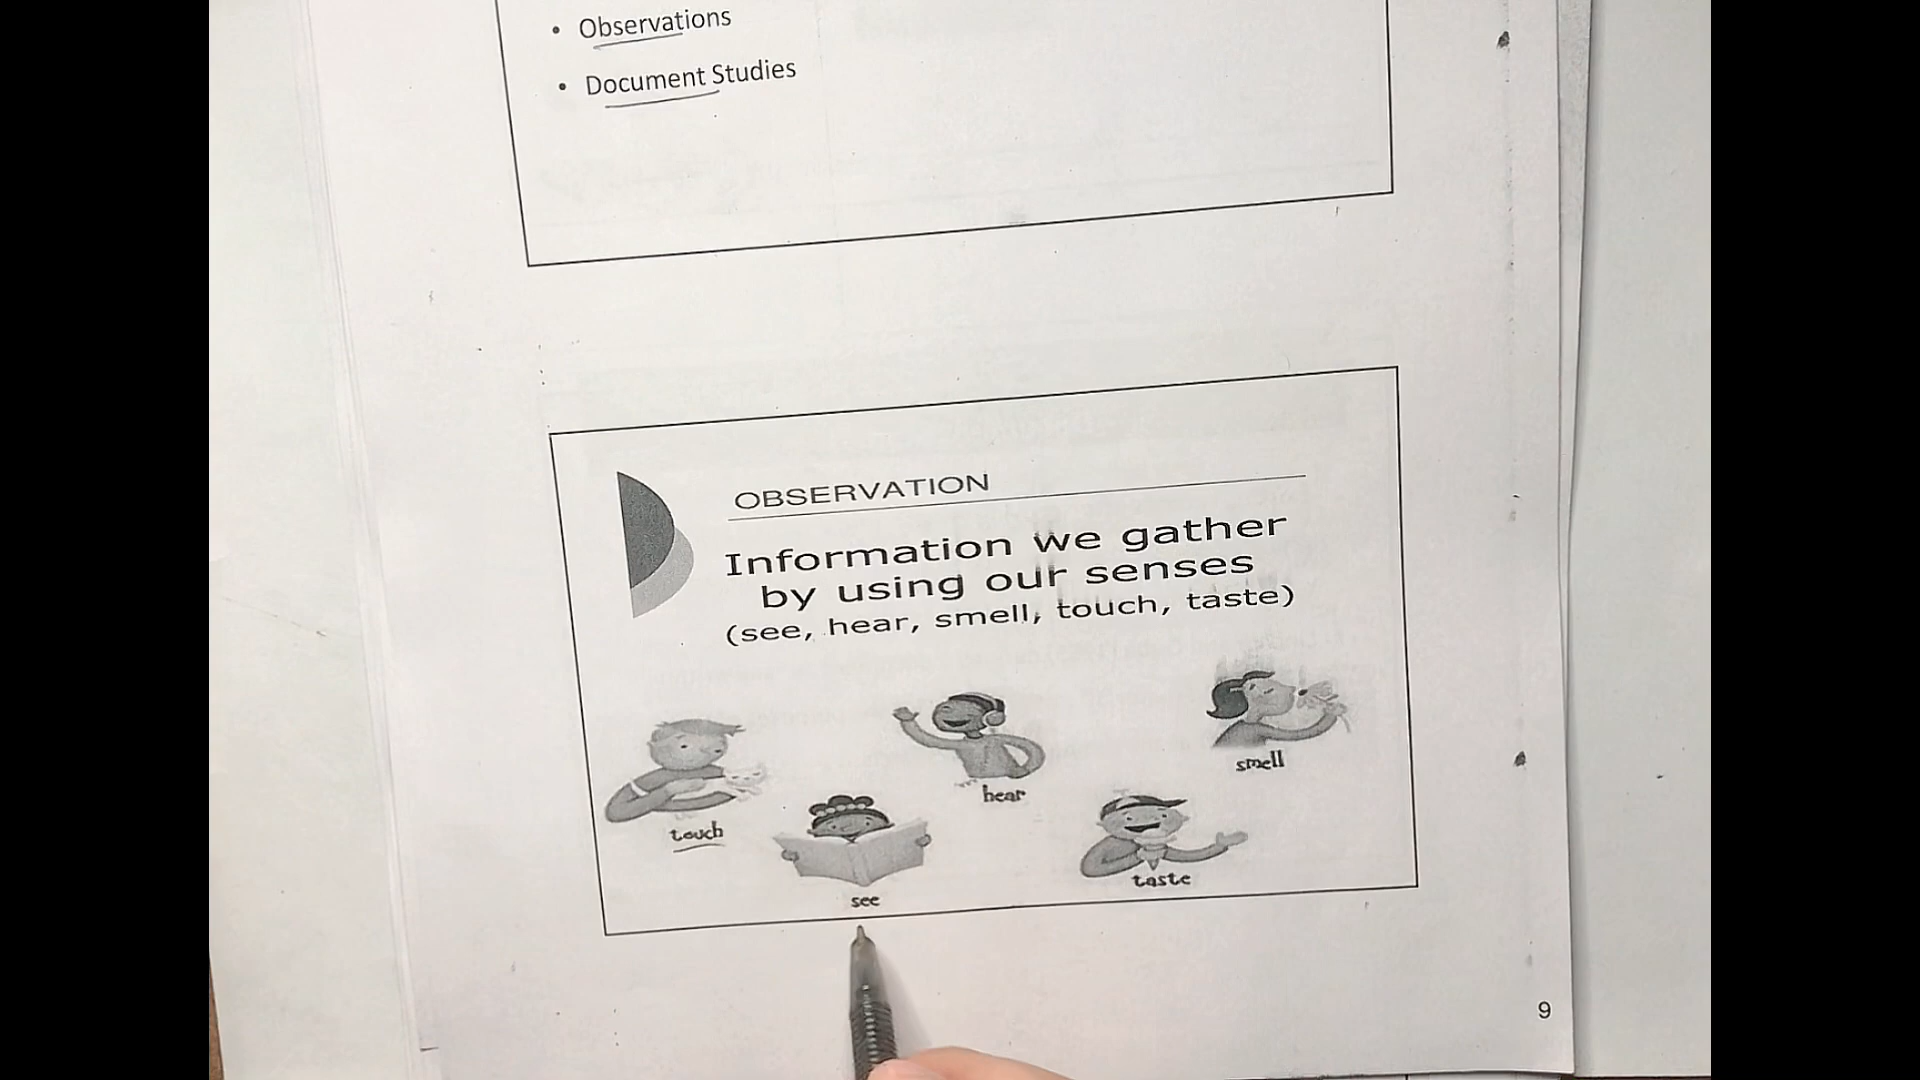 • Observations
• Document Studies
OBSERVATION
Information we gather
by using our senses
(see, hear, smell, touch, taste)
smell
hear
touch
taste
see
9